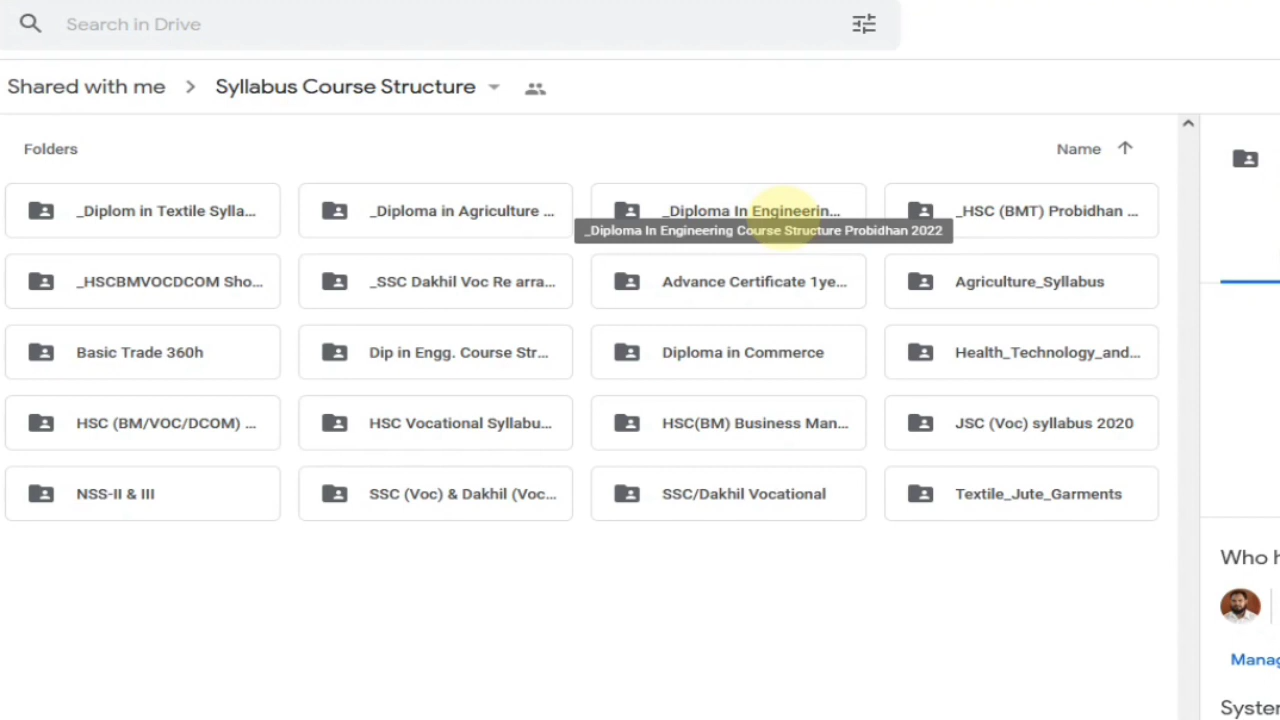 Search in Drive
Shared with me > Syllabus Course Structure
Folders
Name
_Diplom in Textile Sylla...
_Diploma in Agriculture ...
_Diploma In Engineerin...
_HSC (BMT) Probidhan ...
_Diploma In Engineering Course Structure Probidhan 2022
_HSCBMVOCDCOM Sho...
_SSC Dakhil Voc Re arra...
Advance Certificate 1ye...
Agriculture_Syllabus
Basic Trade 360h
Dip in Engg. Course Str...
Diploma in Commerce
Health_Technology_and...
HSC (BM/VOC/DCOM) ...
HSC Vocational Syllabu...
HSC(BM) Business Man...
JSC (Voc) syllabus 2020
NSS-II & III
SSC (Voc) & Dakhil (Voc...
SSC/Dakhil Vocational
Textile_Jute_Garments
Who h
Manag
System